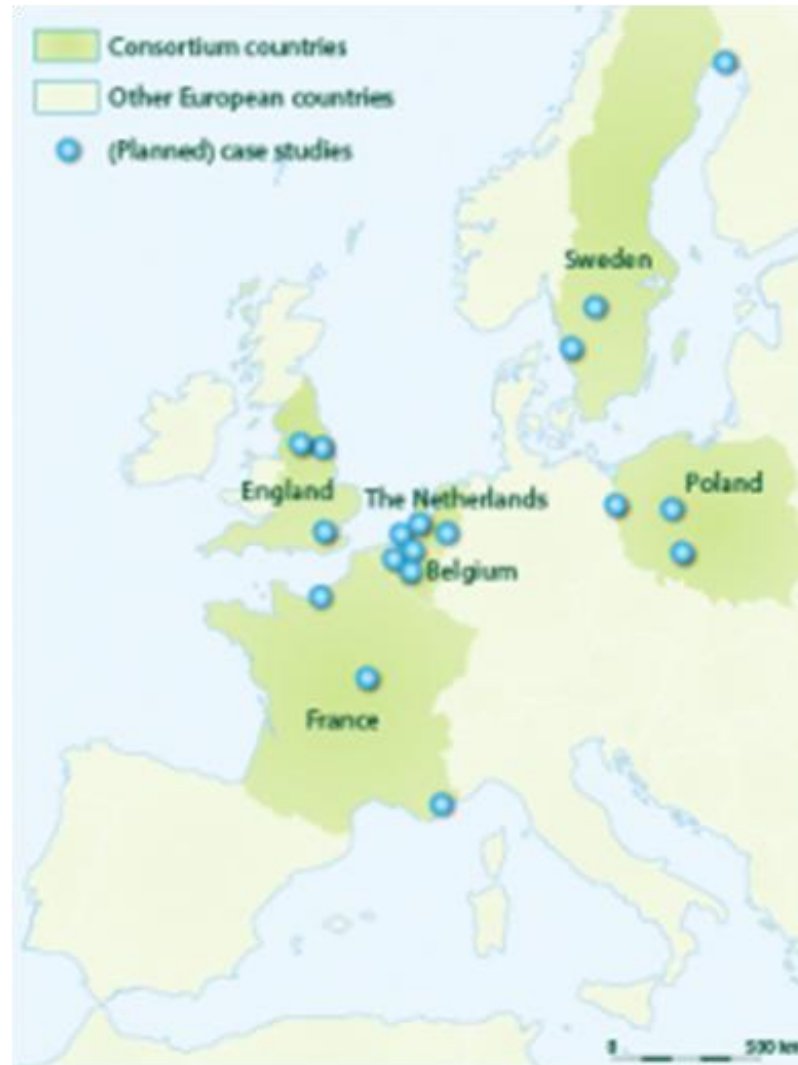 Consortium countries
Other European countries
(Planned) case studies
Sweden
England
The Netherlands
Poland
Belgium
France
0 500 km